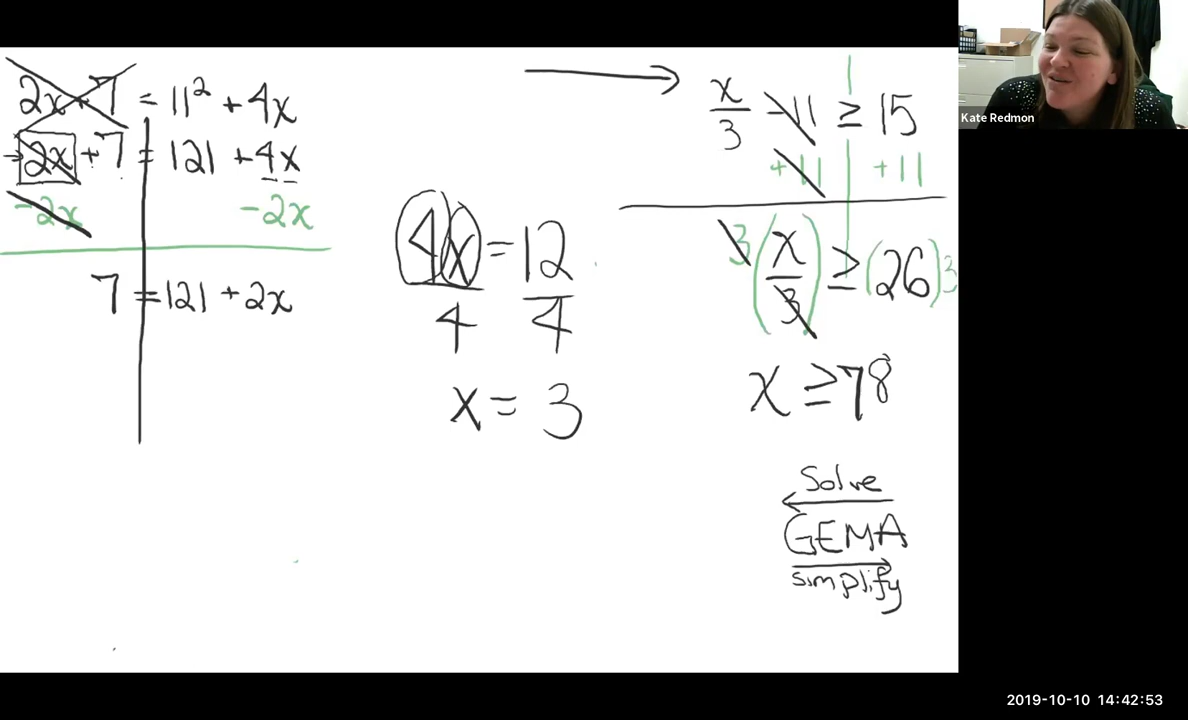 2x + 7 = 11² + 4x
2x + 7 = 121 + 4x
-2x -2x
7 = 121 + 2x
4x = 12
4 4
x = 3
x/3 - 11 ≥ 15
+11 +11
3(x/3) ≥ (26)3
x ≥ 78
Solve
GEMA
simplify
Kate Redmon
2019-10-10 14:42:53